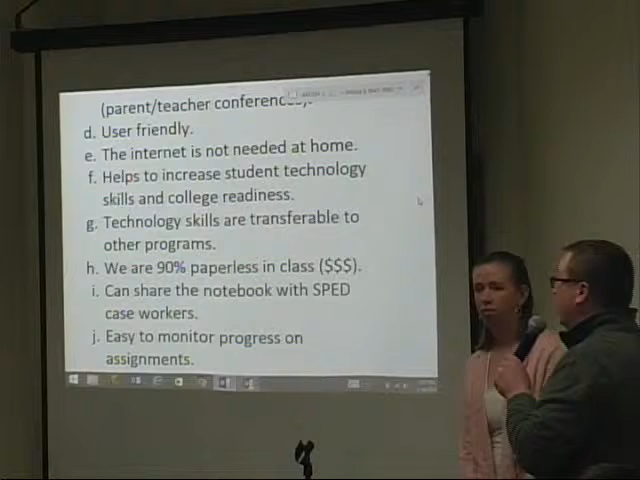 (parent/teacher conferences).
d. User friendly.
e. The internet is not needed at home.
f. Helps to increase student technology
skills and college readiness.
g. Technology skills are transferable to
other programs.
h. We are 90% paperless in class ($$$).
i. Can share the notebook with SPED
case workers.
j. Easy to monitor progress on
assignments.